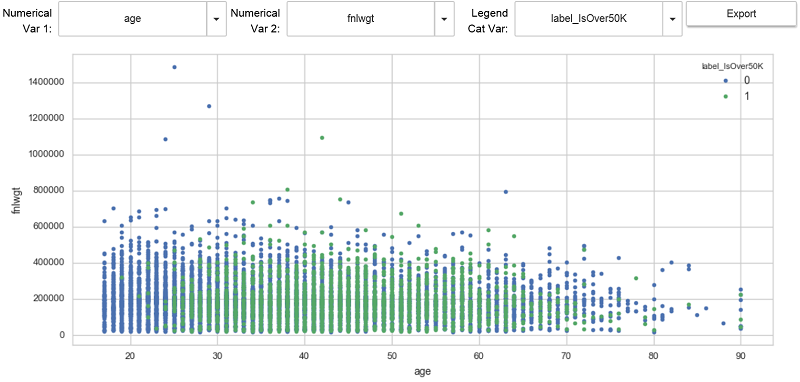 Numerical Var 1:
age
Numerical Var 2:
fnlwgt
Legend Cat Var:
label_IsOver50K
Export
label_IsOver50K
0
1
1400000
1200000
1000000
800000
600000
400000
200000
0
fnlwgt
20 30 40 50 60 70 80 90
age